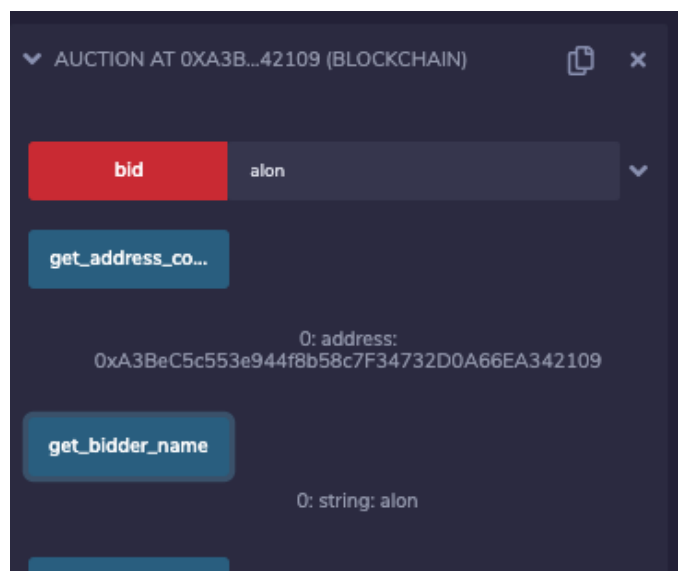 AUCTION AT 0XA3B...42109 (BLOCKCHAIN)
bid
alon
get_address_co...
0: address:
0xA3BeC5c553e944f8b58c7F34732D0A66EA342109
get_bidder_name
0: string: alon